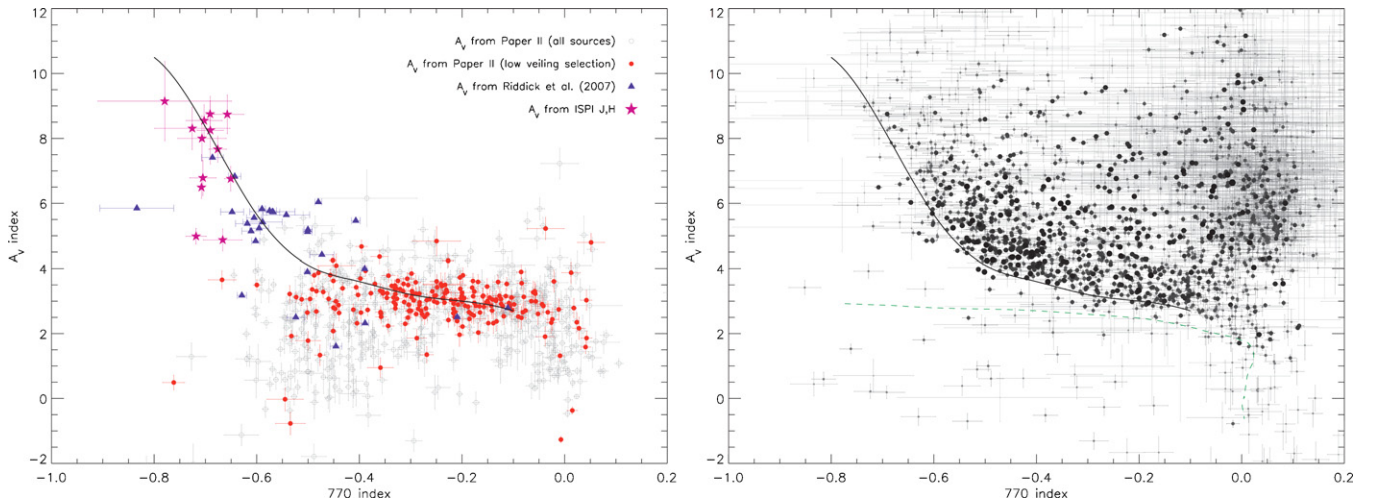 A_V from Paper II (all sources)
A_V from Paper II (low veiling selection)
A_V from Riddick et al. (2007)
A_V from ISPI J,H
12
10
8
6
4
2
0
−2
A_V index
−1.0 −0.8 −0.6 −0.4 −0.2 0.0 0.2
770 index
12
10
8
6
4
2
0
−2
A_V index
−1.0 −0.8 −0.6 −0.4 −0.2 0.0 0.2
770 index